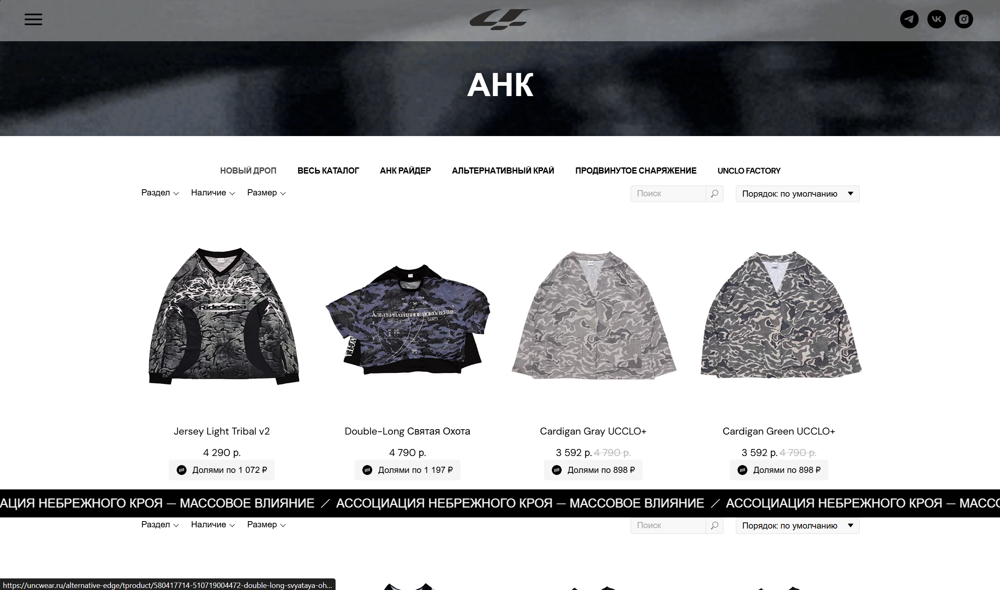 АНК
НОВЫЙ ДРОП ВЕСЬ КАТАЛОГ АНК РАЙДЕР АЛЬТЕРНАТИВНЫЙ КРАЙ ПРОДВИНУТОЕ СНАРЯЖЕНИЕ UNCLO FACTORY
Раздел Наличие Размер Поиск Порядок: по умолчанию
RideSpea
АЛЬТЕРНАТИВНОЕ ПОКОЛЕНИЕ
Jersey Light Tribal v2 Double-Long Святая Охота Cardigan Gray UCCLO+ Cardigan Green UCCLO+
4 290 р. 4 790 р. 3 592 р. 4 790 р. 3 592 р. 4 790 р.
Долями по 1 072 ₽ Долями по 1 197 ₽ Долями по 898 ₽ Долями по 898 ₽
АЦИЯ НЕБРЕЖНОГО КРОЯ — МАССОВОЕ ВЛИЯНИЕ ⁄ АССОЦИАЦИЯ НЕБРЕЖНОГО КРОЯ — МАССОВОЕ ВЛИЯНИЕ ⁄ АССОЦИАЦИЯ НЕБРЕЖНОГО КРОЯ — МАССО
Раздел Наличие Размер Поиск Порядок: по умолчанию
https://uncwear.ru/alternative-edge/tproduct/580417714-510719004472-double-long-svyataya-oh...